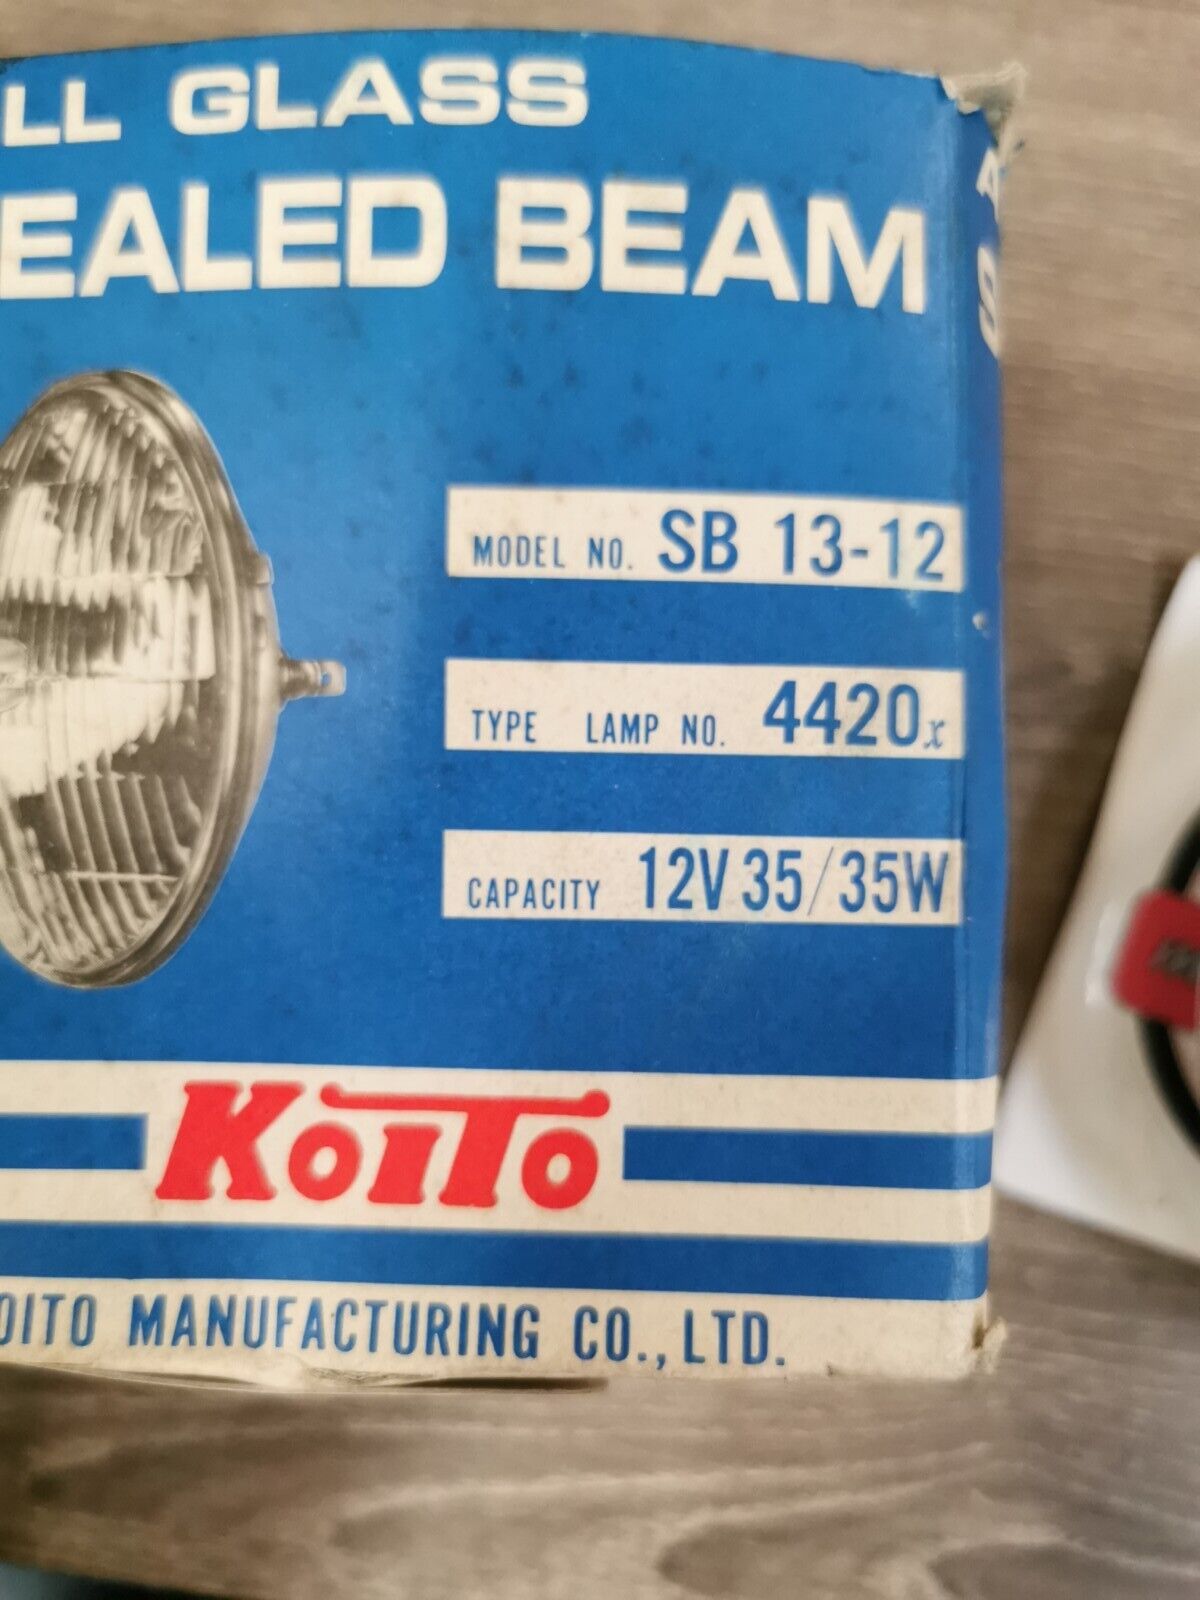 LL GLASS
EALED BEAM
MODEL NO. SB 13-12
TYPE LAMP NO. 4420x
CAPACITY 12V 35/35W
KOITO
OITO MANUFACTURING CO., LTD.
A
S